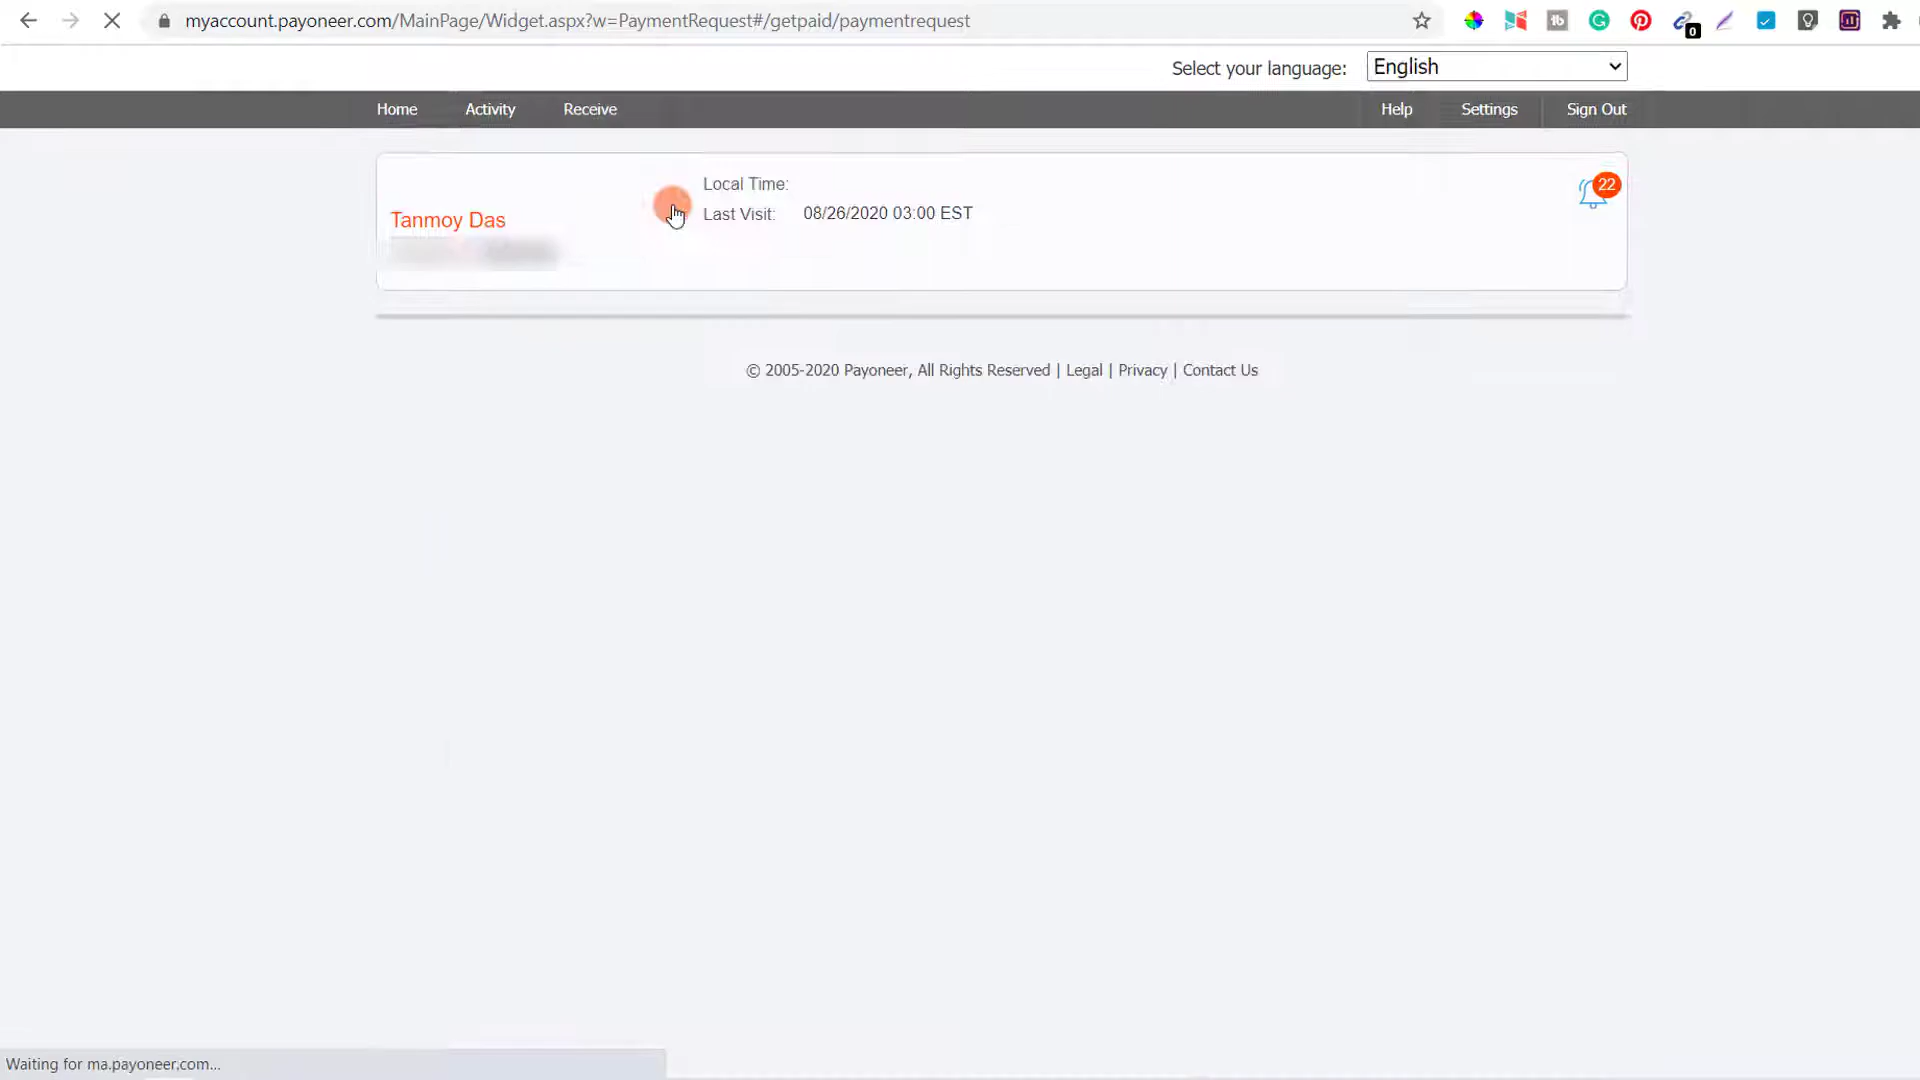 myaccount.payoneer.com/MainPage/Widget.aspx?w=PaymentRequest#/getpaid/paymentrequest
0
Select your language: English
Home Activity Receive Help Settings Sign Out
Local Time:
22
Last Visit: 08/26/2020 03:00 EST
Tanmoy Das
© 2005-2020 Payoneer, All Rights Reserved | Legal | Privacy | Contact Us
Waiting for ma.payoneer.com...